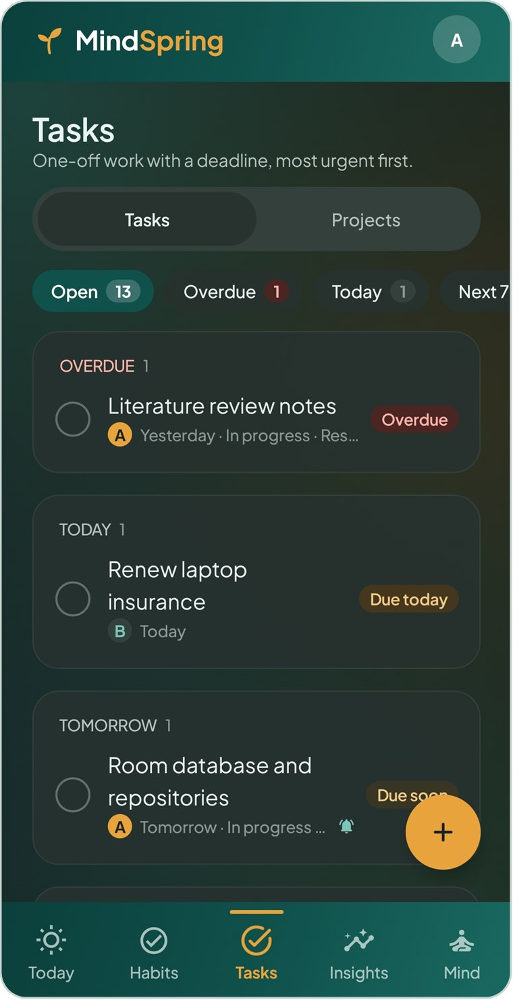 MindSpring
A
Tasks
One-off work with a deadline, most urgent first.
Tasks Projects
Open 13 Overdue 1 Today 1 Next 7
OVERDUE 1
Literature review notes
Overdue
A Yesterday · In progress · Res...
TODAY 1
Renew laptop
insurance
Due today
B Today
TOMORROW 1
Room database and
repositories
Due soon
A Tomorrow · In progress ...
+
Today Habits Tasks Insights Mind